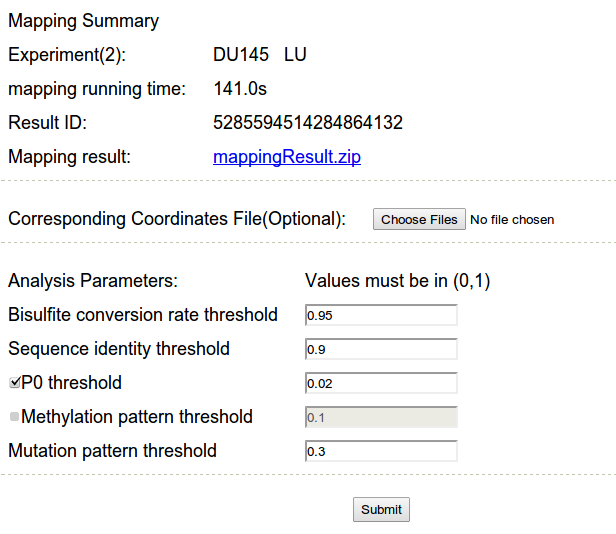 Mapping Summary
Experiment(2): DU145 LU
mapping running time: 141.0s
Result ID: 5285594514284864132
Mapping result: mappingResult.zip
Corresponding Coordinates File(Optional): Choose Files No file chosen
Analysis Parameters: Values must be in (0,1)
Bisulfite conversion rate threshold 0.95
Sequence identity threshold 0.9
P0 threshold 0.02
Methylation pattern threshold 0.1
Mutation pattern threshold 0.3
Submit